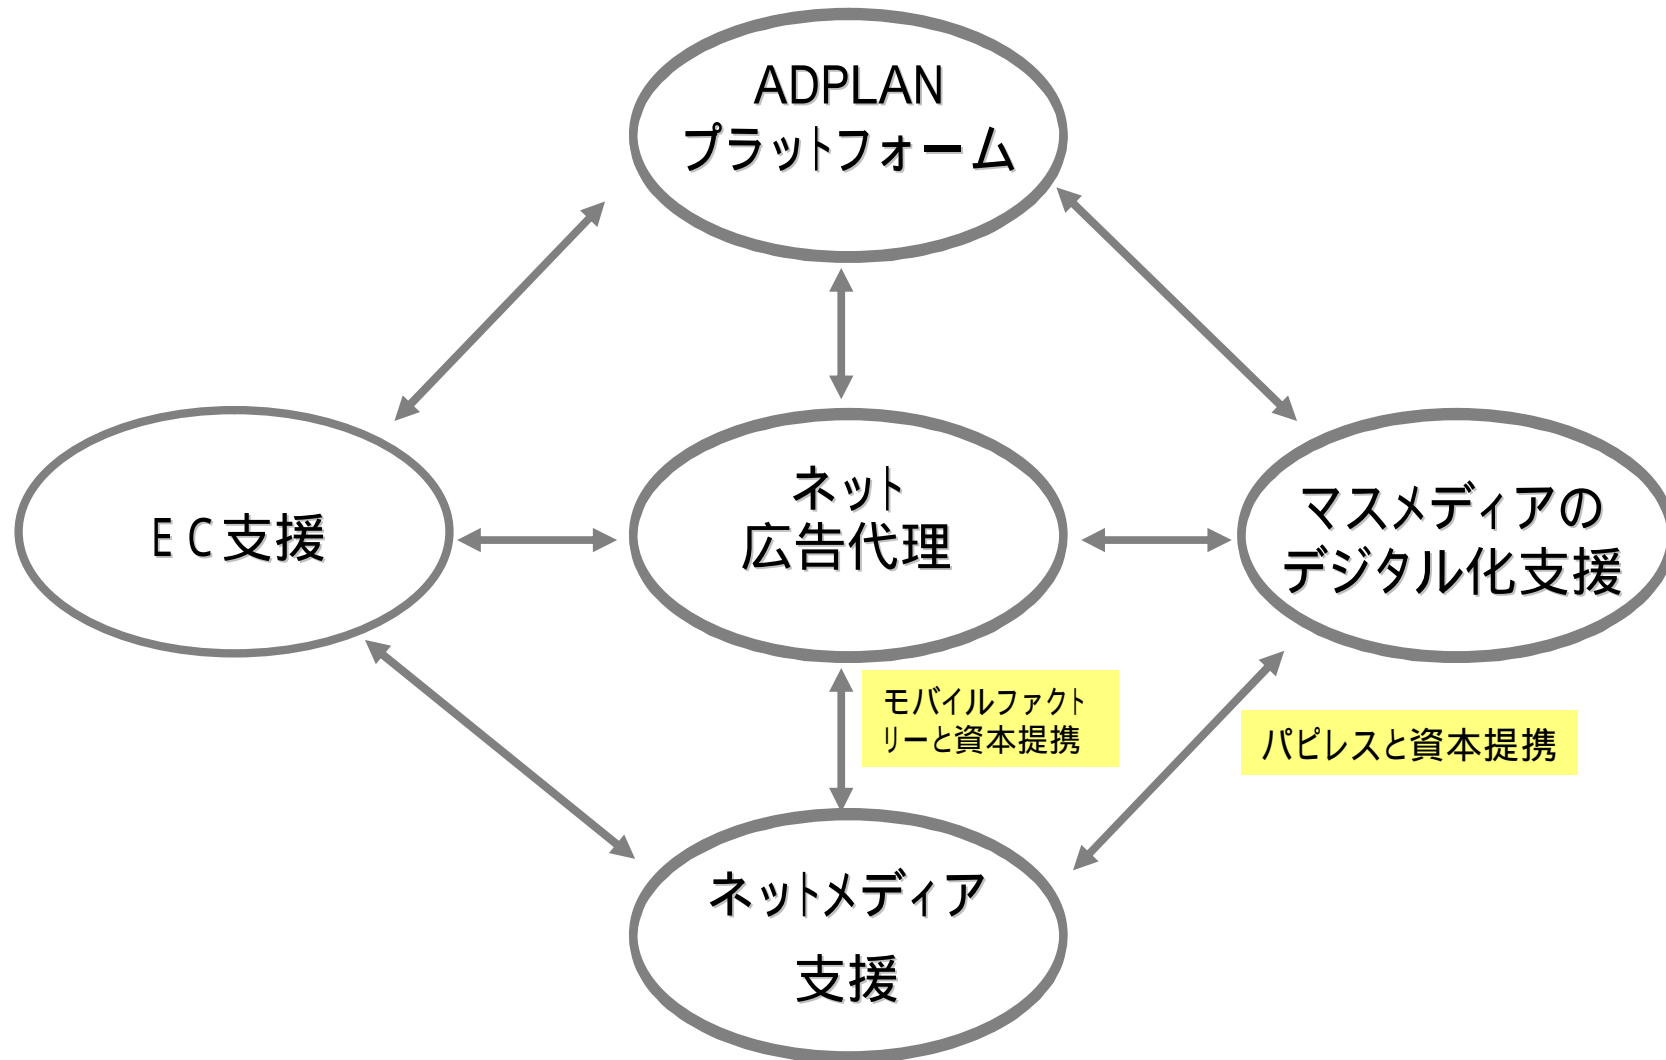 ADPLAN
プラットフォーム
ＥＣ支援
ネット
広告代理
マスメディアの
デジタル化支援
モバイルファクト
リーと資本提携
パピレスと資本提携
ネットメディア
支援